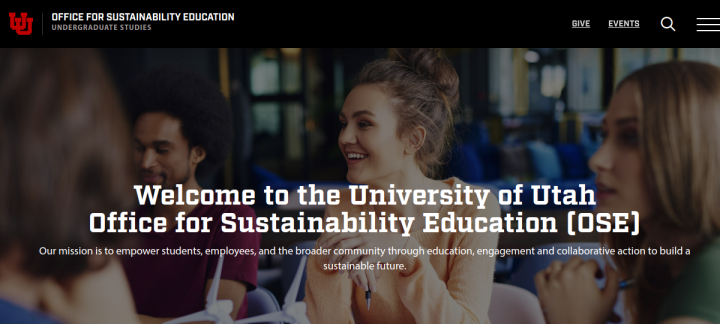 OFFICE FOR SUSTAINABILITY EDUCATION
UNDERGRADUATE STUDIES
GIVE
EVENTS
Welcome to the University of Utah
Office for Sustainability Education (OSE)
Our mission is to empower students, employees, and the broader community through education, engagement and collaborative action to build a
sustainable future.